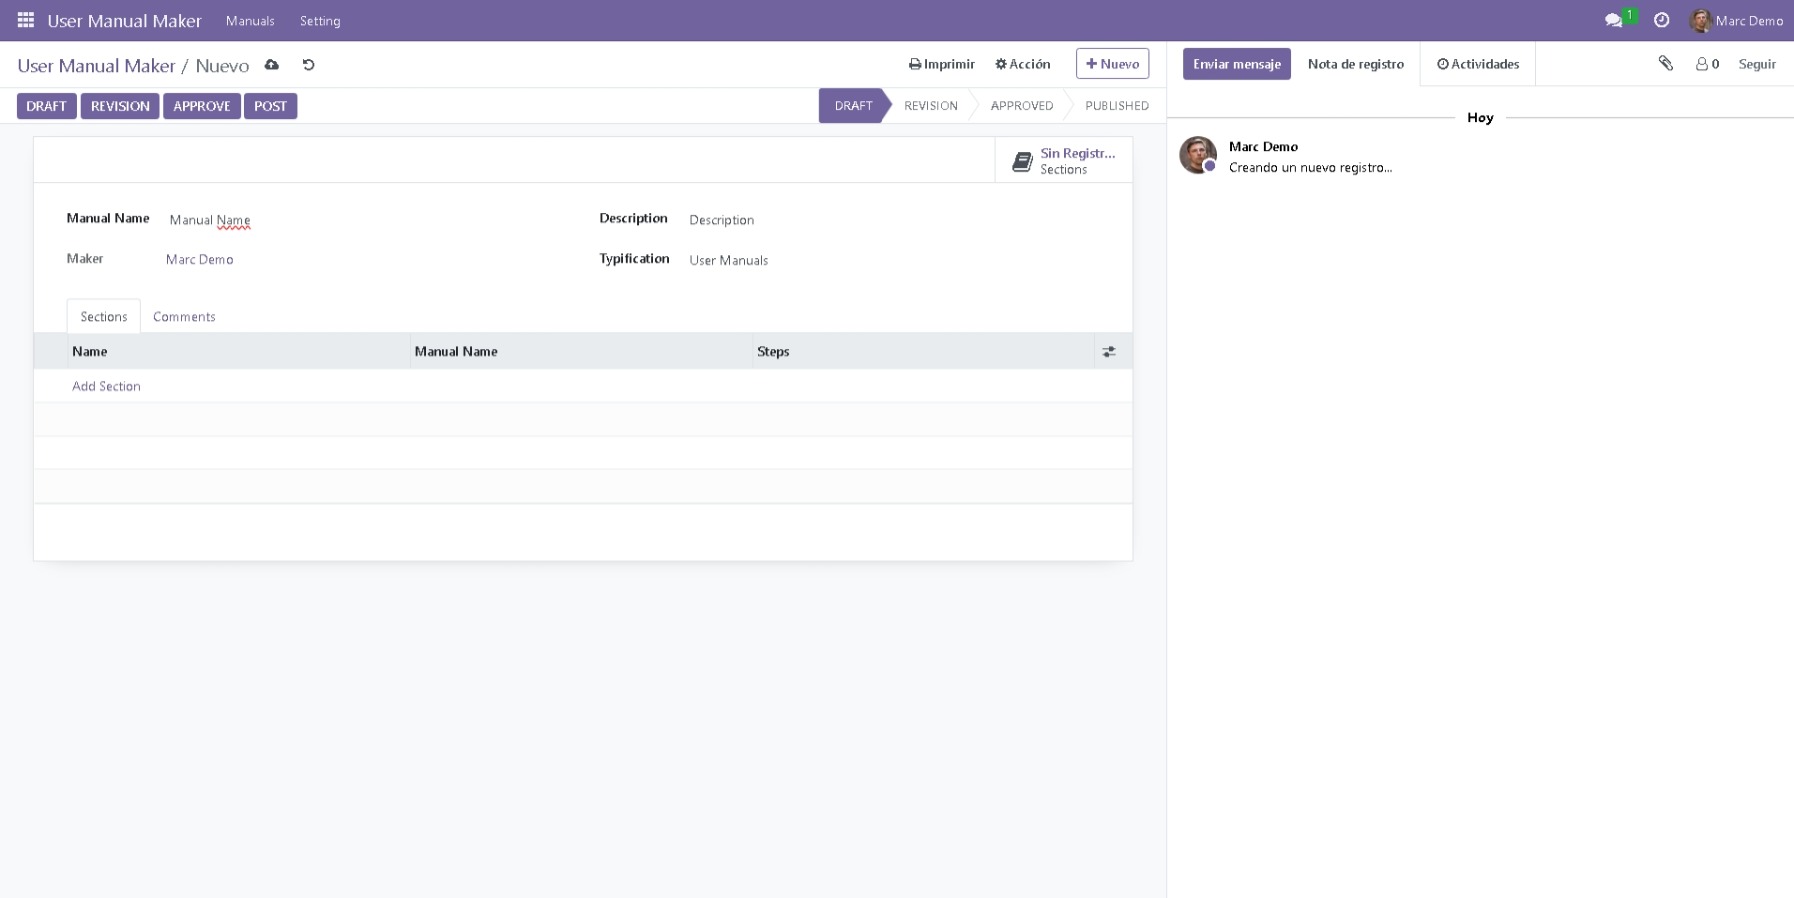 User Manual Maker Manuals Setting 1 Marc Demo
User Manual Maker / Nuevo Imprimir Acción + Nuevo Enviar mensaje Nota de registro Actividades 0 Seguir
DRAFT REVISION APPROVE POST DRAFT REVISION APPROVED PUBLISHED
Hoy
Sin Registr...
Sections
Marc Demo
Creando un nuevo registro...
Manual Name Manual Name Description Description
Maker Marc Demo Typification User Manuals
Sections Comments
Name Manual Name Steps
Add Section